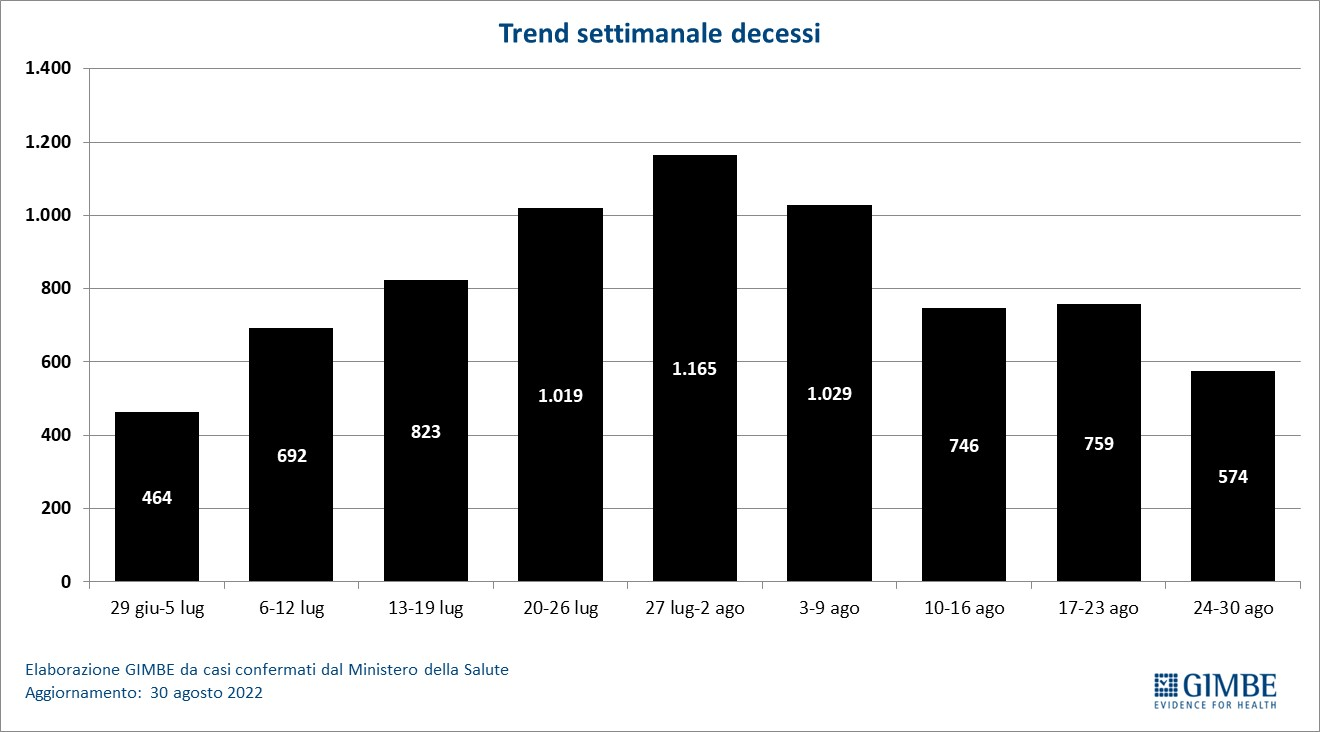 Trend settimanale decessi
1.400
1.200
1.000
800
600
400
200
0
464
692
823
1.019
1.165
1.029
746
759
574
29 giu-5 lug
6-12 lug
13-19 lug
20-26 lug
27 lug-2 ago
3-9 ago
10-16 ago
17-23 ago
24-30 ago
Elaborazione GIMBE da casi confermati dal Ministero della Salute
Aggiornamento: 30 agosto 2022
GIMBE
EVIDENCE FOR HEALTH